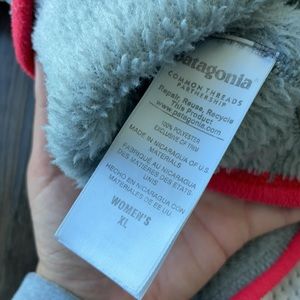 patagonia
COMMON THREADS
PARTNERSHIP
Repair, Reuse, Recycle
This Product
www.patagonia.com
100% POLYESTER
EXCLUSIVE OF TRIM
MADE IN NICARAGUA OF U.S.
MATERIALS
FABRIQUÉ AU NICARAGUA
DES MATIÈRES DES ETATS-
UNIS
HECHO EN NICARAGUA CON
MATERIALES DE EE.UU.
WOMEN'S
XL